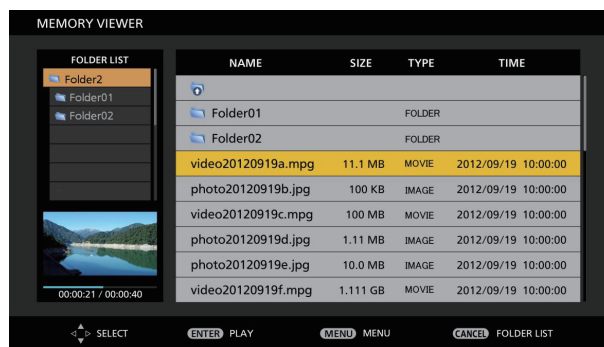 MEMORY VIEWER
FOLDER LIST
Folder2
Folder01
Folder02
00:00:21 / 00:00:40
NAME SIZE TYPE TIME
Folder01 FOLDER
Folder02 FOLDER
video20120919a.mpg 11.1 MB MOVIE 2012/09/19 10:00:00
photo20120919b.jpg 100 KB IMAGE 2012/09/19 10:00:00
video20120919c.mpg 100 MB MOVIE 2012/09/19 10:00:00
photo20120919d.jpg 1.11 MB IMAGE 2012/09/19 10:00:00
photo20120919e.jpg 10.0 MB IMAGE 2012/09/19 10:00:00
video20120919f.mpg 1.111 GB MOVIE 2012/09/19 10:00:00
SELECT ENTER PLAY MENU MENU CANCEL FOLDER LIST